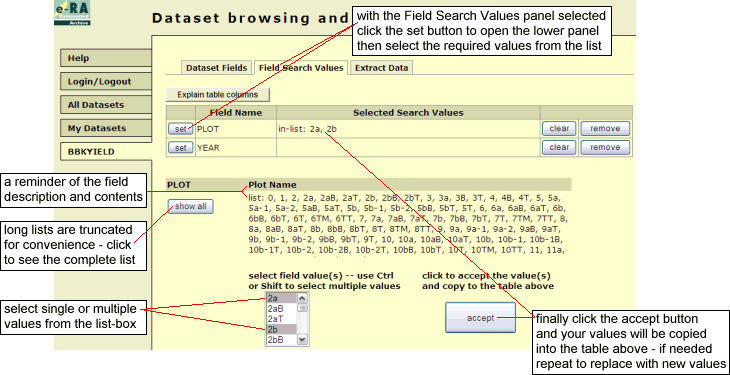 e-RA
Rothamsted
Archive
Dataset browsing and
with the Field Search Values panel selected
click the set button to open the lower panel
then select the required values from the list
Help
Login/Logout
All Datasets
My Datasets
BBKYIELD
Dataset Fields
Field Search Values
Extract Data
Explain table columns
Field Name
Selected Search Values
set
PLOT
in-list: 2a, 2b
clear
remove
set
YEAR
clear
remove
a reminder of the field
description and contents
PLOT
Plot Name
show all
list: 0, 1, 2, 2a, 2aB, 2aT, 2b, 2bB, 2bT, 3, 3a, 3B, 3T, 4, 4B, 4T, 5, 5a,
5a-1, 5a-2, 5aB, 5aT, 5b, 5b-1, 5b-2, 5bB, 5bT, 5T, 6, 6a, 6aB, 6aT, 6b,
6bB, 6bT, 6T, 6TM, 6TT, 7, 7a, 7aB, 7aT, 7b, 7bB, 7bT, 7T, 7TM, 7TT, 8,
8a, 8aB, 8aT, 8b, 8bB, 8bT, 8T, 8TM, 8TT, 9, 9a, 9a-1, 9a-2, 9aB, 9aT,
9b, 9b-1, 9b-2, 9bB, 9bT, 9T, 10, 10a, 10aB, 10aT, 10b, 10b-1, 10b-1B,
10b-1T, 10b-2, 10b-2B, 10b-2T, 10bB, 10bT, 10T, 10TM, 10TT, 11, 11a,
long lists are truncated
for convenience - click
to see the complete list
select field value(s) -- use Ctrl
or Shift to select multiple values
click to accept the value(s)
and copy to the table above
select single or multiple
values from the list-box
2a
2aB
2aT
2b
2bB
accept
finally click the accept button
and your values will be copied
into the table above - if needed
repeat to replace with new values